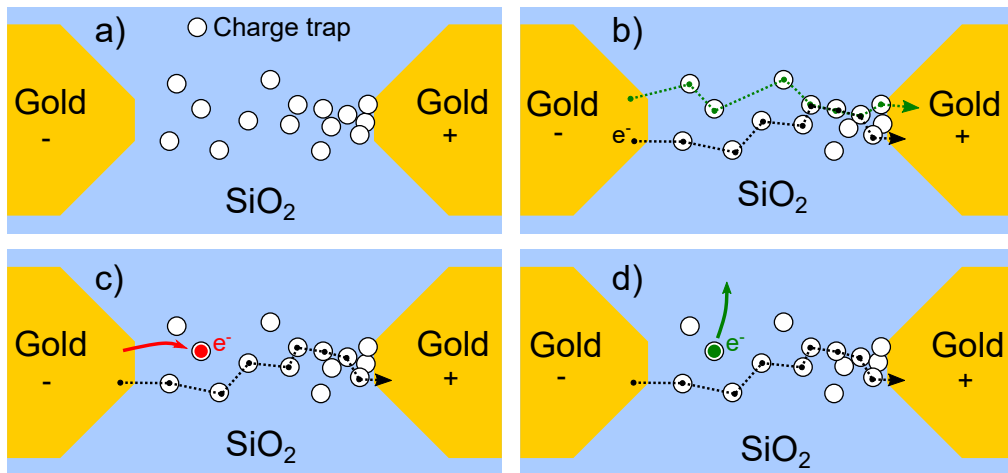 a)
Charge trap
Gold
-
Gold
+
SiO₂
b)
Gold
-
e⁻
Gold
+
SiO₂
c)
Gold
-
e⁻
Gold
+
SiO₂
d)
Gold
-
e⁻
Gold
+
SiO₂